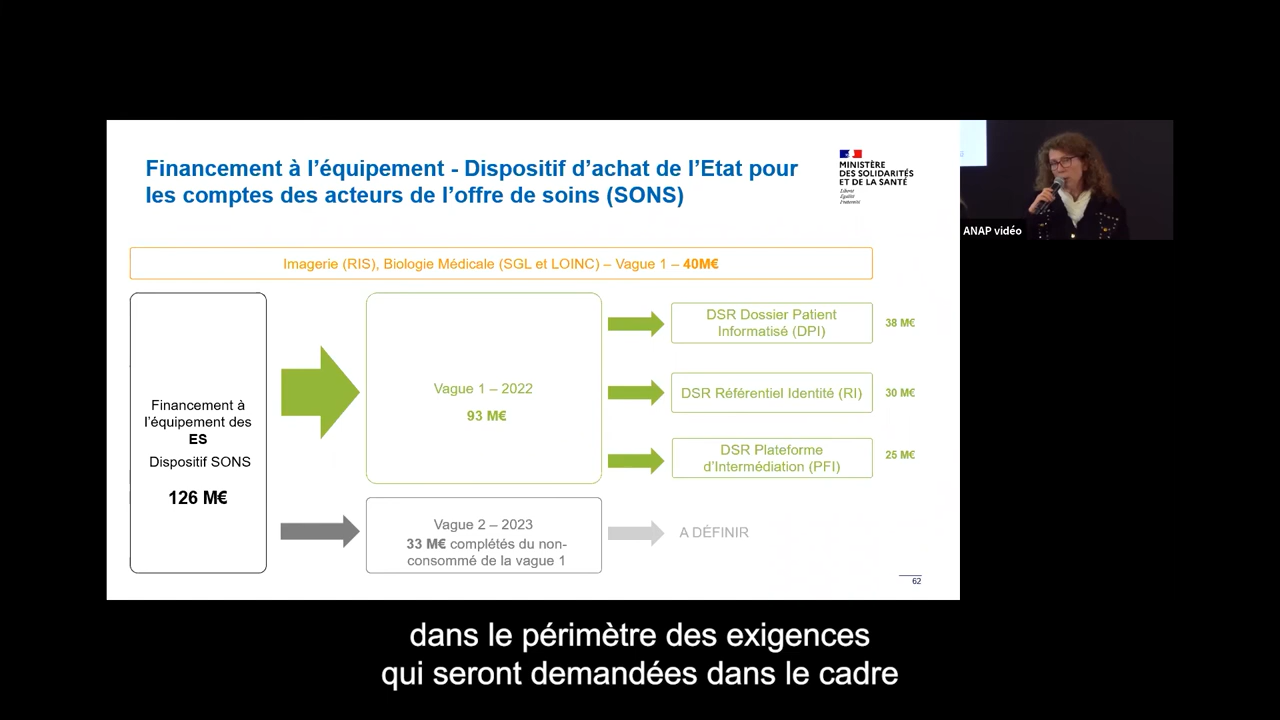 Financement à l’équipement - Dispositif d’achat de l’Etat pour
les comptes des acteurs de l’offre de soins (SONS)
MINISTÈRE
DES SOLIDARITÉS
ET DE LA SANTÉ
Liberté
Égalité
Fraternité
ANAP vidéo
Imagerie (RIS), Biologie Médicale (SGL et LOINC) – Vague 1 – 40M€
Financement à
l’équipement des
ES
Dispositif SONS
126 M€
Vague 1 – 2022
93 M€
DSR Dossier Patient
Informatisé (DPI)
38 M€
DSR Référentiel Identité (RI)
30 M€
DSR Plateforme
d’Intermédiation (PFI)
25 M€
Vague 2 – 2023
33 M€ complétés du non-
consommé de la vague 1
A DÉFINIR
62
dans le périmètre des exigences
qui seront demandées dans le cadre